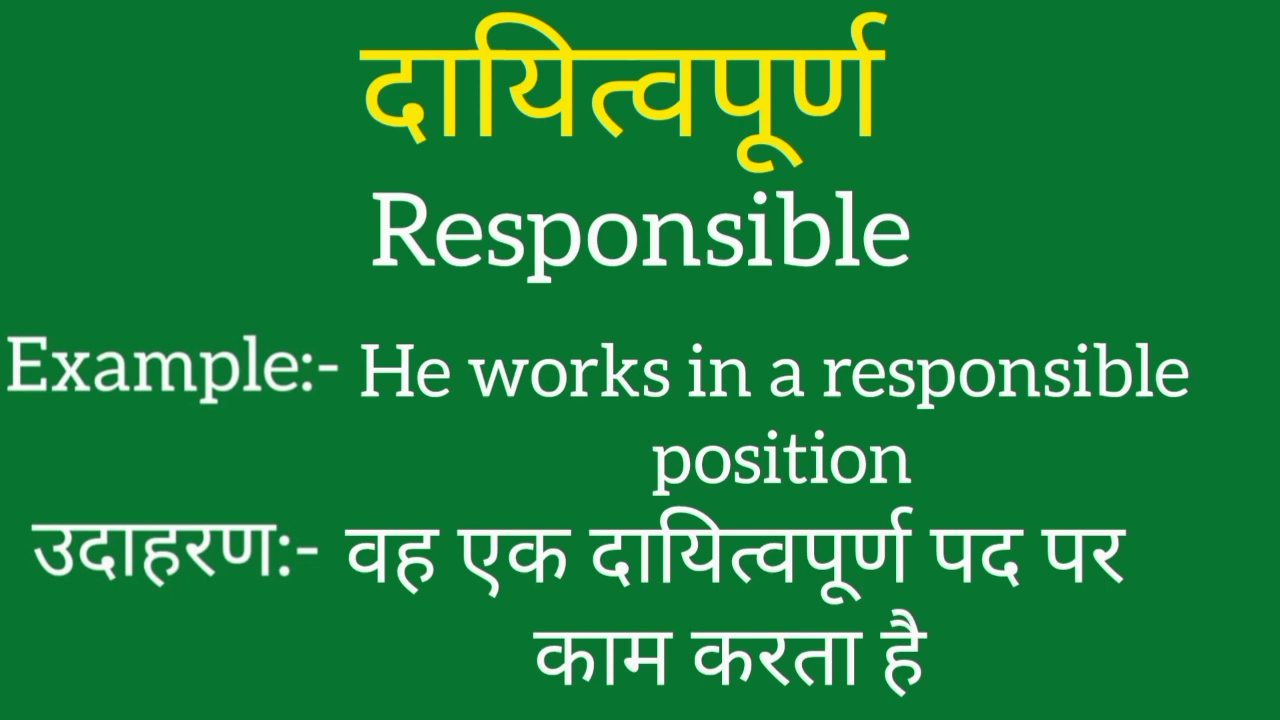 दायित्वपूर्ण
Responsible
Example:- He works in a responsible
position
उदाहरण:- वह एक दायित्वपूर्ण पद पर
काम करता है